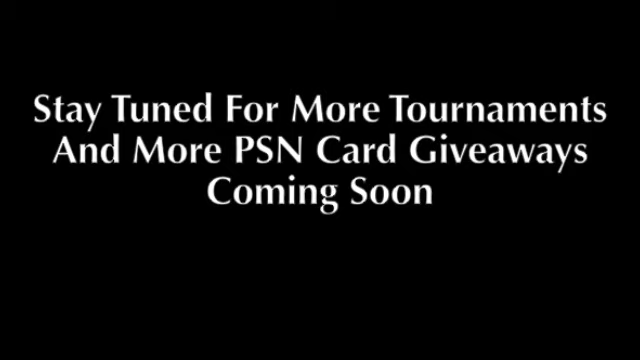 Stay Tuned For More Tournaments
And More PSN Card Giveaways
Coming Soon